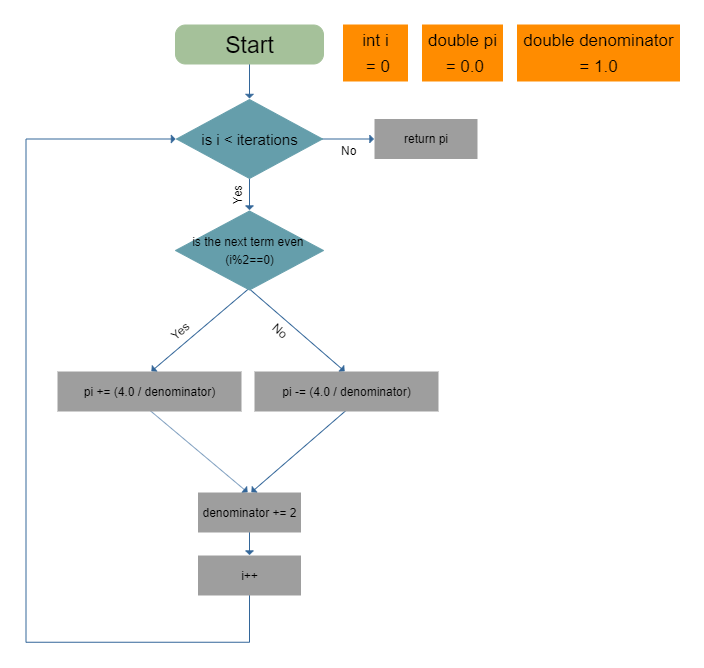 Start
int i
= 0
double pi
= 0.0
double denominator
= 1.0
is i < iterations
No
return pi
Yes
is the next term even
(i%2==0)
Yes
No
pi += (4.0 / denominator)
pi -= (4.0 / denominator)
denominator += 2
i++